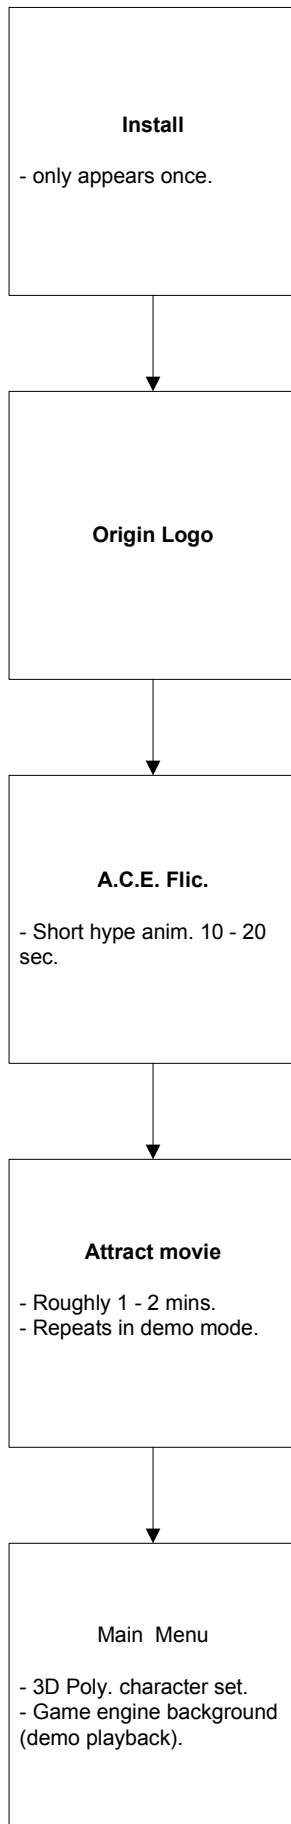 Install
- only appears once.
Origin Logo
A.C.E. Flic.
- Short hype anim. 10 - 20
sec.
Attract movie
- Roughly 1 - 2 mins.
- Repeats in demo mode.
Main  Menu
- 3D Poly. character set.
- Game engine background
(demo playback).